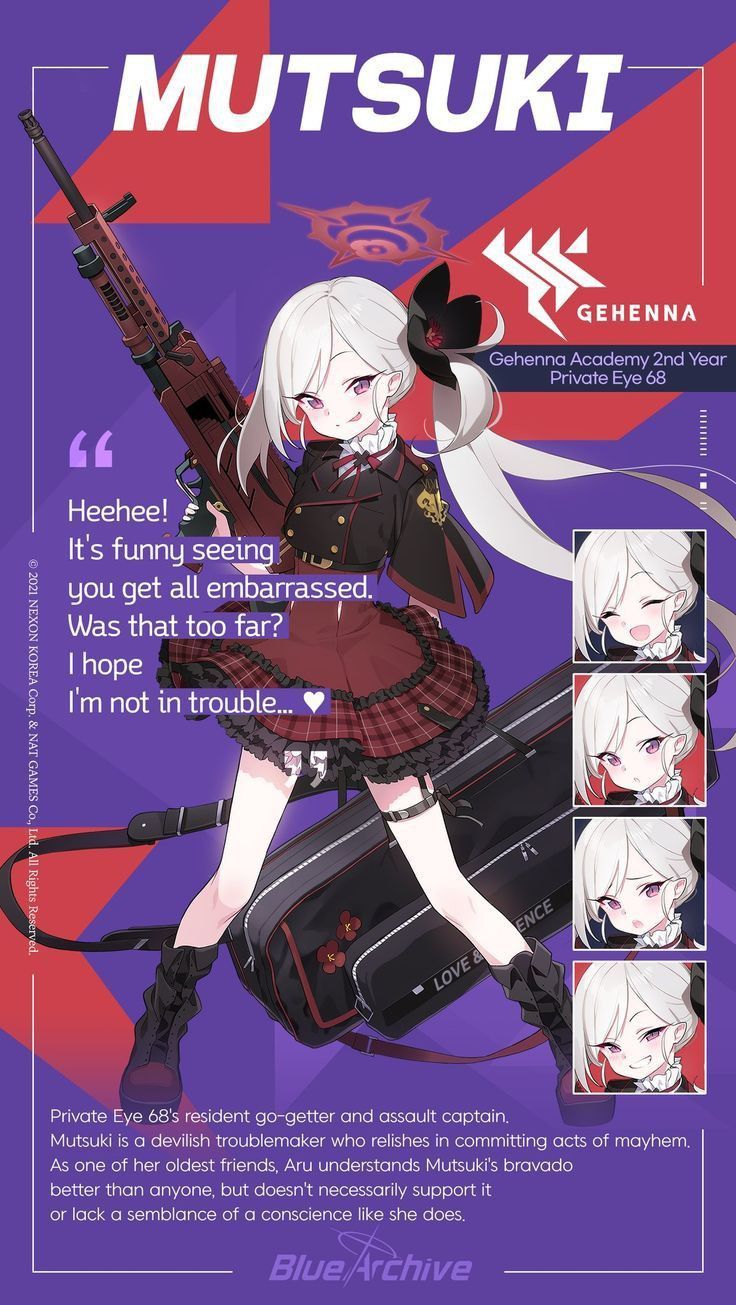 MUTSUKI
GEHENNA
Gehenna Academy 2nd Year
Private Eye 68
“
Heehee!
It's funny seeing
you get all embarrassed.
Was that too far?
I hope
I'm not in trouble... ♥
”
© 2021 NEXON KOREA Corp. & NAT GAMES Co., Ltd. All Rights Reserved.
LOVE &
Private Eye 68's resident go-getter and assault captain.
Mutsuki is a devilish troublemaker who relishes in committing acts of mayhem.
As one of her oldest friends, Aru understands Mutsuki's bravado
better than anyone, but doesn't necessarily support it
or lack a semblance of a conscience like she does.
Blue Archive